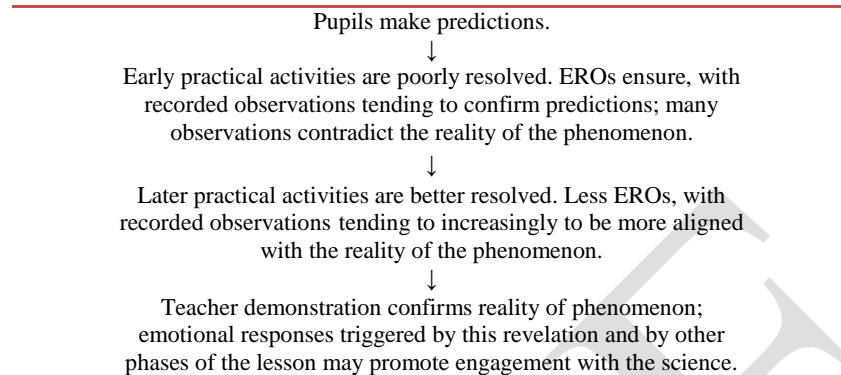 Pupils make predictions.
↓
Early practical activities are poorly resolved. EROs ensure, with
recorded observations tending to confirm predictions; many
observations contradict the reality of the phenomenon.
↓
Later practical activities are better resolved. Less EROs, with
recorded observations tending to increasingly to be more aligned
with the reality of the phenomenon.
↓
Teacher demonstration confirms reality of phenomenon;
emotional responses triggered by this revelation and by other
phases of the lesson may promote engagement with the science.